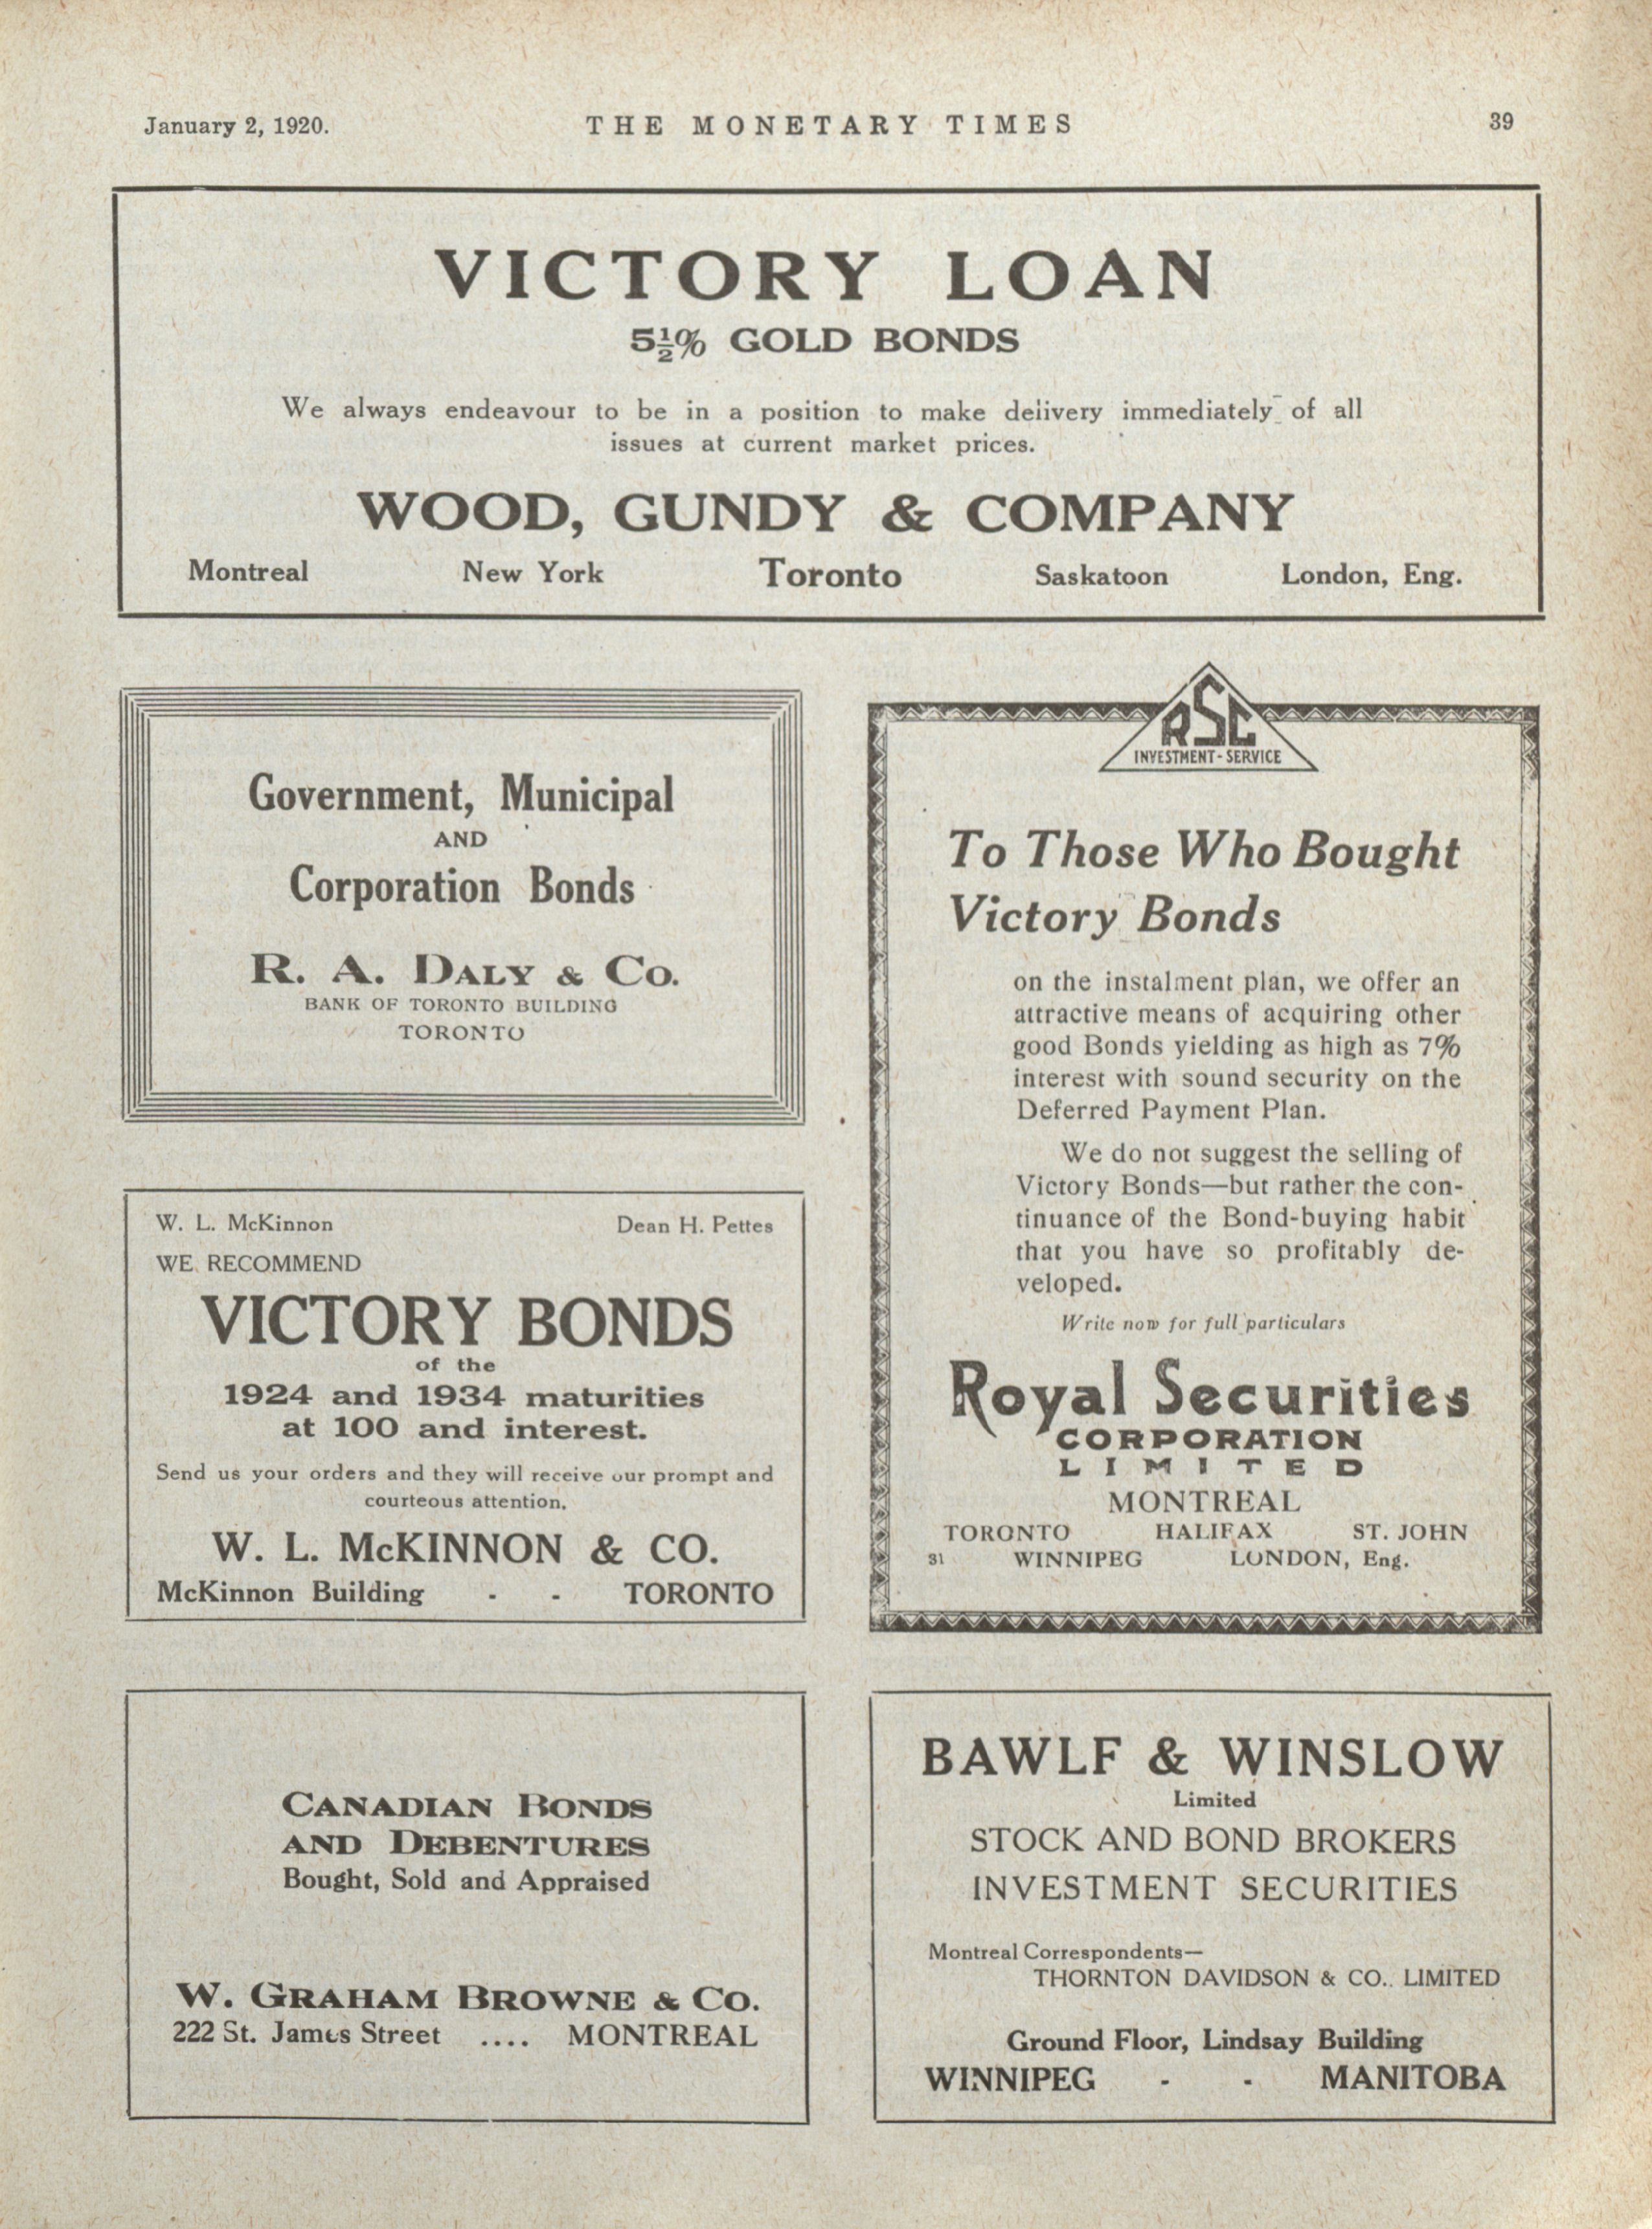 January 2, 1920.
THE MONETARY TIMES
39
VICTORY LOAN
5½% GOLD BONDS
We always endeavour to be in a position to make delivery immediately of all
issues at current market prices.
WOOD, GUNDY & COMPANY
Montreal New York Toronto Saskatoon London, Eng.
Government, Municipal
AND
Corporation Bonds
R. A. DALY & CO.
BANK OF TORONTO BUILDING
TORONTO
W. L. McKinnon Dean H. Pettes
WE RECOMMEND
VICTORY BONDS
of the
1924 and 1934 maturities
at 100 and interest.
Send us your orders and they will receive our prompt and
courteous attention.
W. L. McKINNON & CO.
McKinnon Building - - TORONTO
CANADIAN BONDS
AND DEBENTURES
Bought, Sold and Appraised
W. GRAHAM BROWNE & CO.
222 St. James Street .... MONTREAL
RSC
INVESTMENT-SERVICE
To Those Who Bought
Victory Bonds
on the instalment plan, we offer an
attractive means of acquiring other
good Bonds yielding as high as 7%
interest with sound security on the
Deferred Payment Plan.
We do not suggest the selling of
Victory Bonds—but rather the con-
tinuance of the Bond-buying habit
that you have so profitably de-
veloped.
Write now for full particulars
Royal Securities
CORPORATION
LIMITED
MONTREAL
TORONTO HALIFAX ST. JOHN
31 WINNIPEG LONDON, Eng.
BAWLF & WINSLOW
Limited
STOCK AND BOND BROKERS
INVESTMENT SECURITIES
Montreal Correspondents—
THORNTON DAVIDSON & CO., LIMITED
Ground Floor, Lindsay Building
WINNIPEG - - MANITOBA